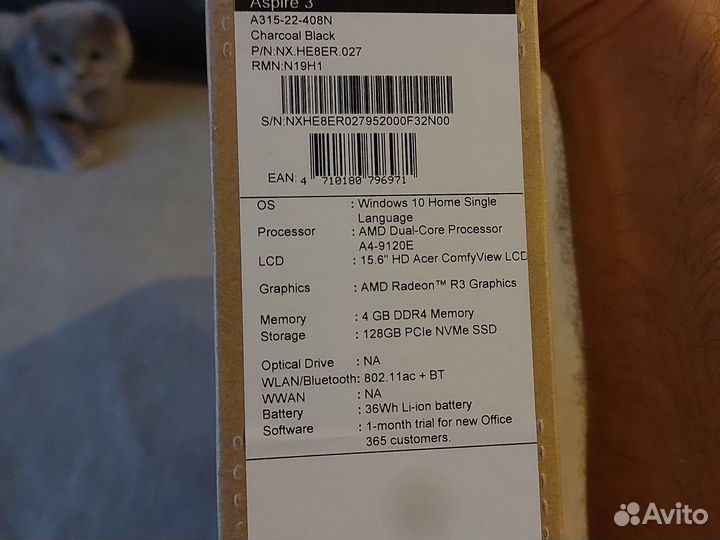 Aspire 3
A315-22-408N
Charcoal Black
P/N:NX.HE8ER.027
RMN:N19H1
S/N:NXHE8ER027952000F32N00
EAN: 4 710180 796971
OS : Windows 10 Home Single
Language
Processor : AMD Dual-Core Processor
A4-9120E
LCD : 15.6" HD Acer ComfyView LCD
Graphics : AMD Radeon™ R3 Graphics
Memory : 4 GB DDR4 Memory
Storage : 128GB PCIe NVMe SSD
Optical Drive : NA
WLAN/Bluetooth: 802.11ac + BT
WWAN : NA
Battery : 36Wh Li-ion battery
Software : 1-month trial for new Office
365 customers.
Avito